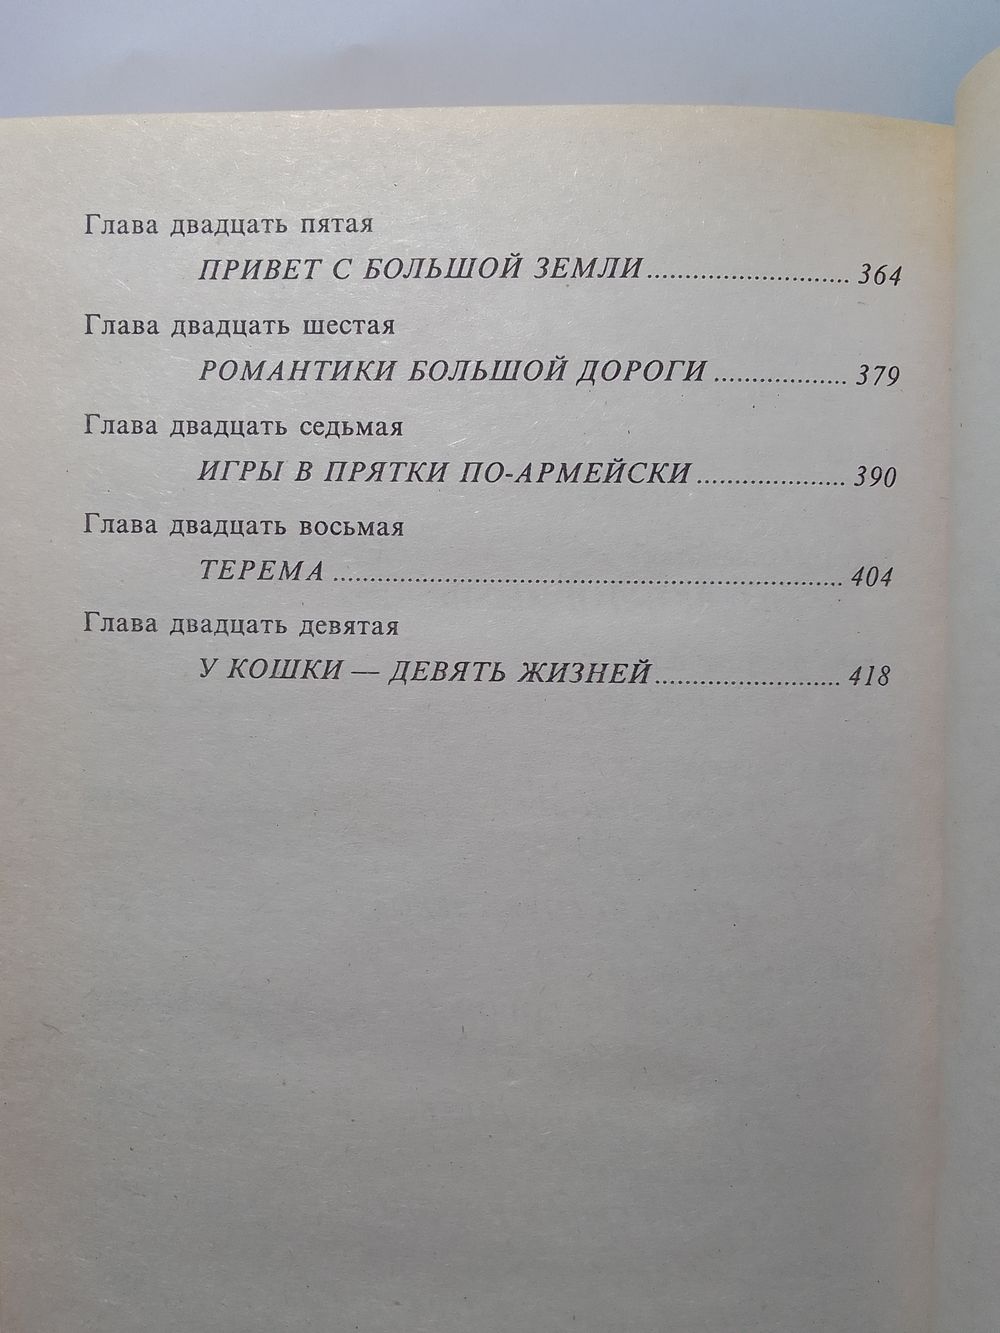 Глава двадцать пятая
ПРИВЕТ С БОЛЬШОЙ ЗЕМЛИ........................... 364
Глава двадцать шестая
РОМАНТИКИ БОЛЬШОЙ ДОРОГИ .................. 379
Глава двадцать седьмая
ИГРЫ В ПРЯТКИ ПО-АРМЕЙСКИ.................... 390
Глава двадцать восьмая
ТЕРЕМА .................................................................... 404
Глава двадцать девятая
У КОШКИ — ДЕВЯТЬ ЖИЗНЕЙ......................... 418